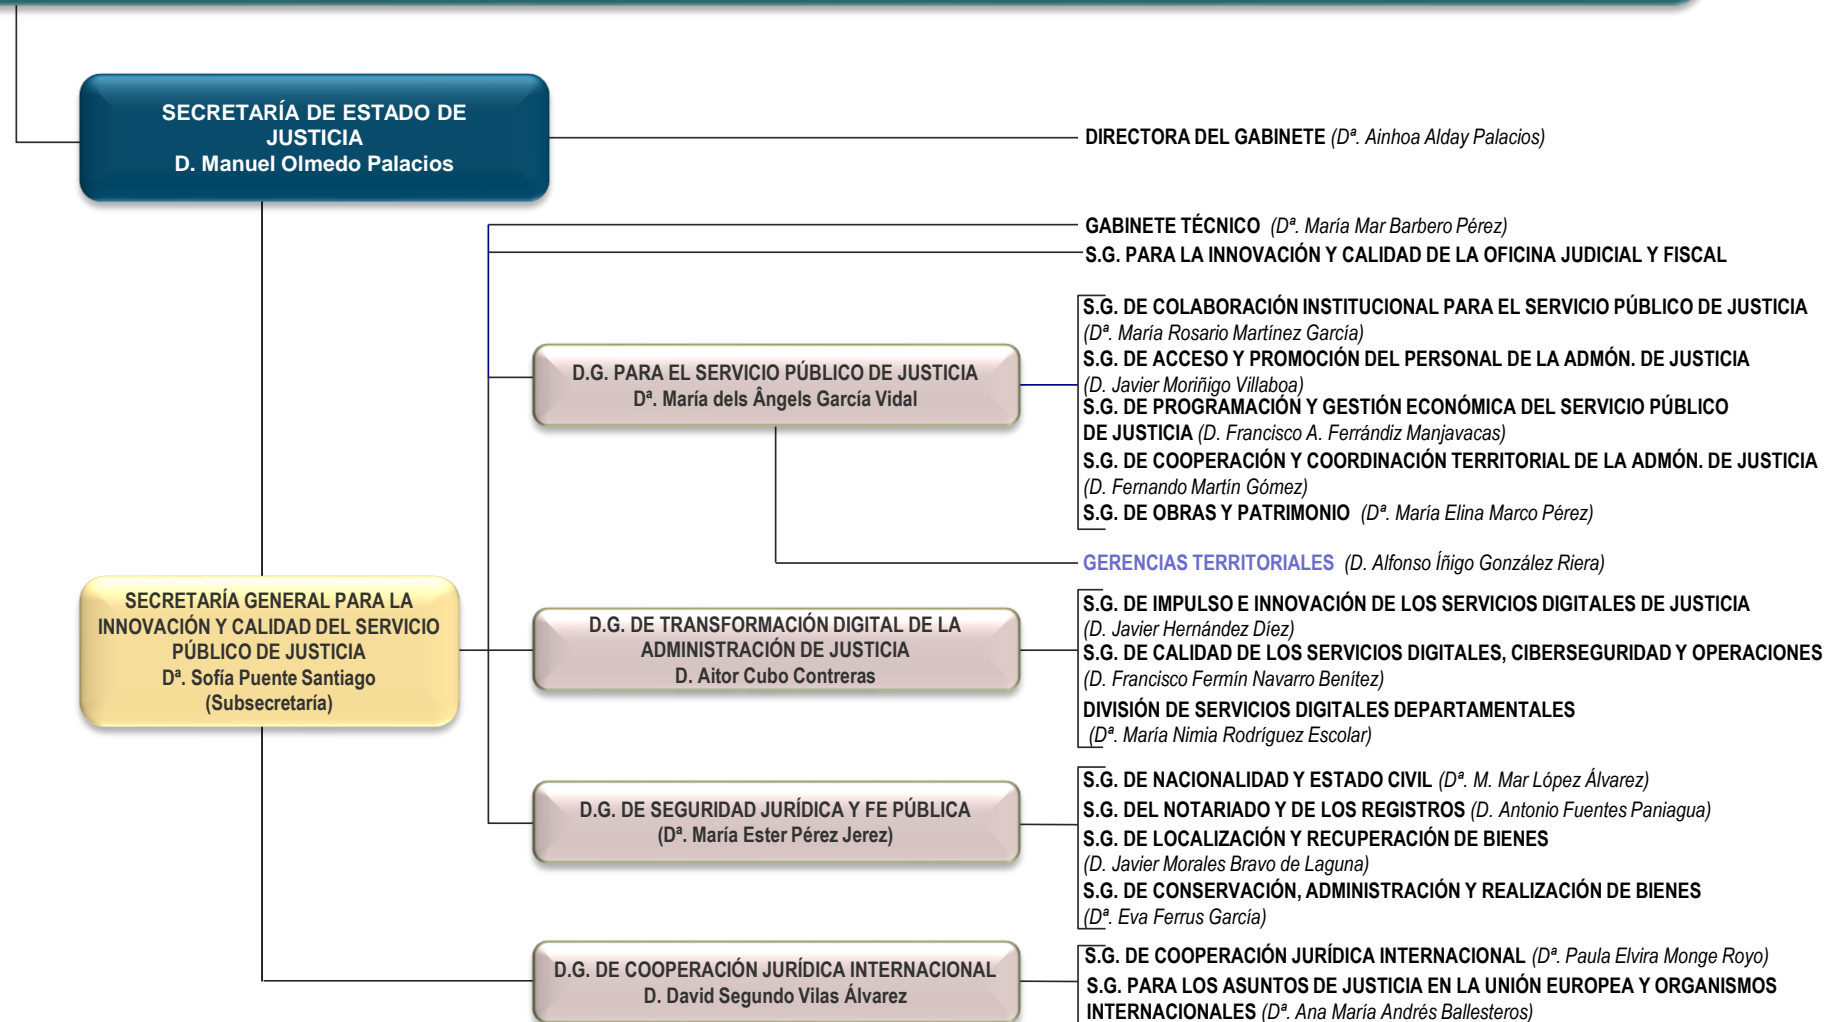 SECRETARÍA DE ESTADO DE
JUSTICIA
D. Manuel Olmedo Palacios
DIRECTORA DEL GABINETE (Dª. Ainhoa Alday Palacios)
GABINETE TÉCNICO (Dª. María Mar Barbero Pérez)
S.G. PARA LA INNOVACIÓN Y CALIDAD DE LA OFICINA JUDICIAL Y FISCAL
D.G. PARA EL SERVICIO PÚBLICO DE JUSTICIA
Dª. María dels Ângels García Vidal
S.G. DE COLABORACIÓN INSTITUCIONAL PARA EL SERVICIO PÚBLICO DE JUSTICIA
(Dª. María Rosario Martínez García)
S.G. DE ACCESO Y PROMOCIÓN DEL PERSONAL DE LA ADMÓN. DE JUSTICIA
(D. Javier Moriñigo Villaboa)
S.G. DE PROGRAMACIÓN Y GESTIÓN ECONÓMICA DEL SERVICIO PÚBLICO
DE JUSTICIA (D. Francisco A. Ferrándiz Manjavacas)
S.G. DE COOPERACIÓN Y COORDINACIÓN TERRITORIAL DE LA ADMÓN. DE JUSTICIA
(D. Fernando Martín Gómez)
S.G. DE OBRAS Y PATRIMONIO (Dª. María Elina Marco Pérez)
GERENCIAS TERRITORIALES (D. Alfonso Íñigo González Riera)
SECRETARÍA GENERAL PARA LA
INNOVACIÓN Y CALIDAD DEL SERVICIO
PÚBLICO DE JUSTICIA
Dª. Sofía Puente Santiago
(Subsecretaría)
D.G. DE TRANSFORMACIÓN DIGITAL DE LA
ADMINISTRACIÓN DE JUSTICIA
D. Aitor Cubo Contreras
S.G. DE IMPULSO E INNOVACIÓN DE LOS SERVICIOS DIGITALES DE JUSTICIA
(D. Javier Hernández Díez)
S.G. DE CALIDAD DE LOS SERVICIOS DIGITALES, CIBERSEGURIDAD Y OPERACIONES
(D. Francisco Fermín Navarro Benítez)
DIVISIÓN DE SERVICIOS DIGITALES DEPARTAMENTALES
(Dª. María Nimia Rodríguez Escolar)
D.G. DE SEGURIDAD JURÍDICA Y FE PÚBLICA
(Dª. María Ester Pérez Jerez)
S.G. DE NACIONALIDAD Y ESTADO CIVIL (Dª. M. Mar López Álvarez)
S.G. DEL NOTARIADO Y DE LOS REGISTROS (D. Antonio Fuentes Paniagua)
S.G. DE LOCALIZACIÓN Y RECUPERACIÓN DE BIENES
(D. Javier Morales Bravo de Laguna)
S.G. DE CONSERVACIÓN, ADMINISTRACIÓN Y REALIZACIÓN DE BIENES
(Dª. Eva Ferrus García)
D.G. DE COOPERACIÓN JURÍDICA INTERNACIONAL
D. David Segundo Vilas Álvarez
S.G. DE COOPERACIÓN JURÍDICA INTERNACIONAL (Dª. Paula Elvira Monge Royo)
S.G. PARA LOS ASUNTOS DE JUSTICIA EN LA UNIÓN EUROPEA Y ORGANISMOS
INTERNACIONALES (Dª. Ana María Andrés Ballesteros)